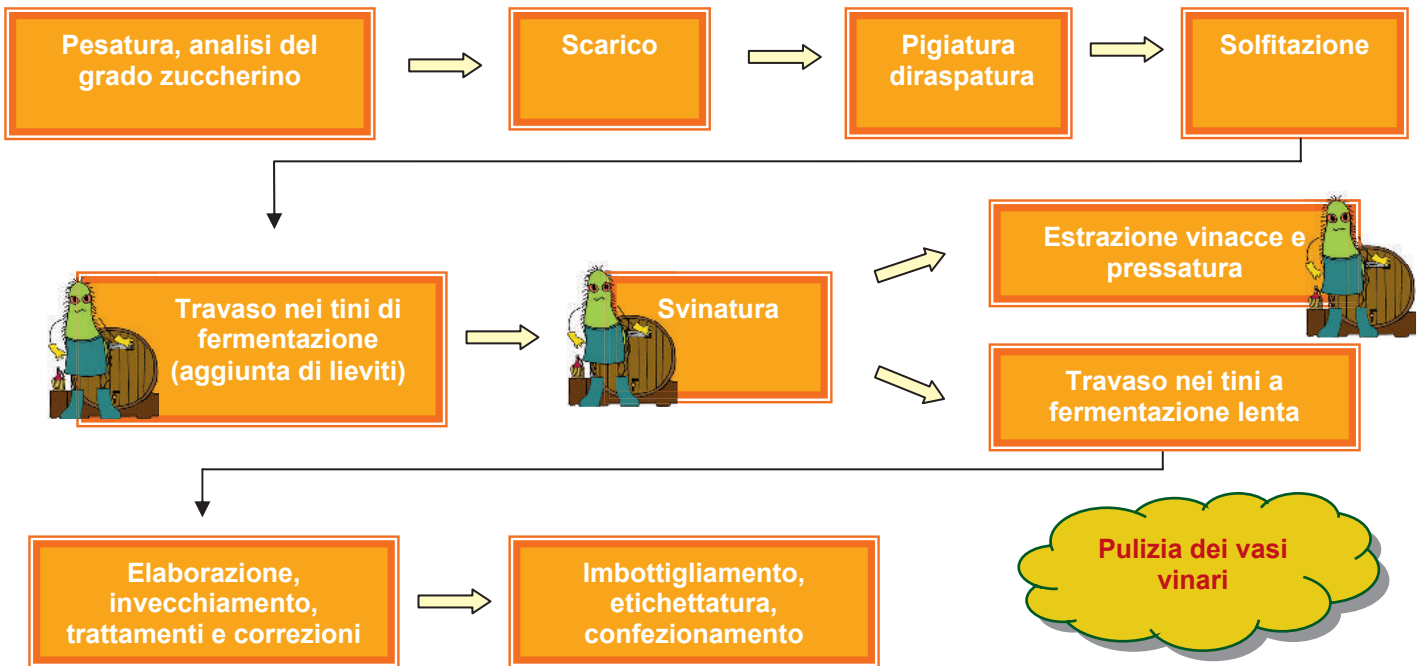 Pesatura, analisi del
grado zuccherino
Scarico
Pigiatura
diraspatura
Solfitazione
Travaso nei tini di
fermentazione
(aggiunta di lieviti)
Svinatura
Estrazione vinacce e
pressatura
Travaso nei tini a
fermentazione lenta
Elaborazione,
invecchiamento,
trattamenti e correzioni
Imbottigliamento,
etichettatura,
confezionamento
Pulizia dei vasi
vinari